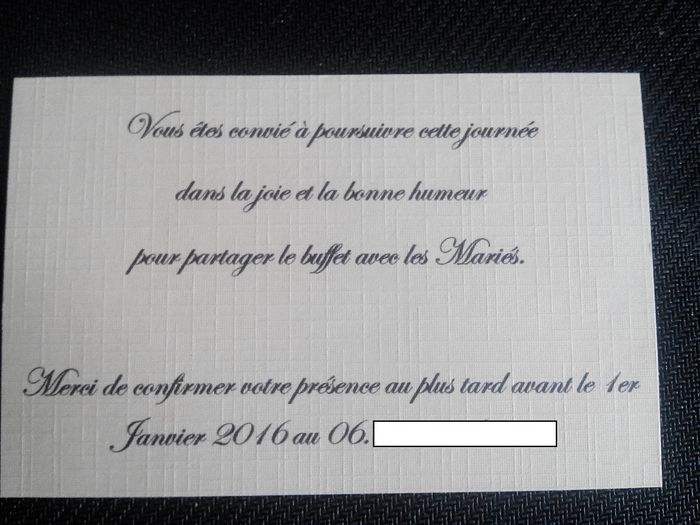 Vous êtes convié à poursuivre cette journée
dans la joie et la bonne humeur
pour partager le buffet avec les Mariés.
Merci de confirmer votre présence au plus tard avant le 1er
Janvier 2016 au 06.